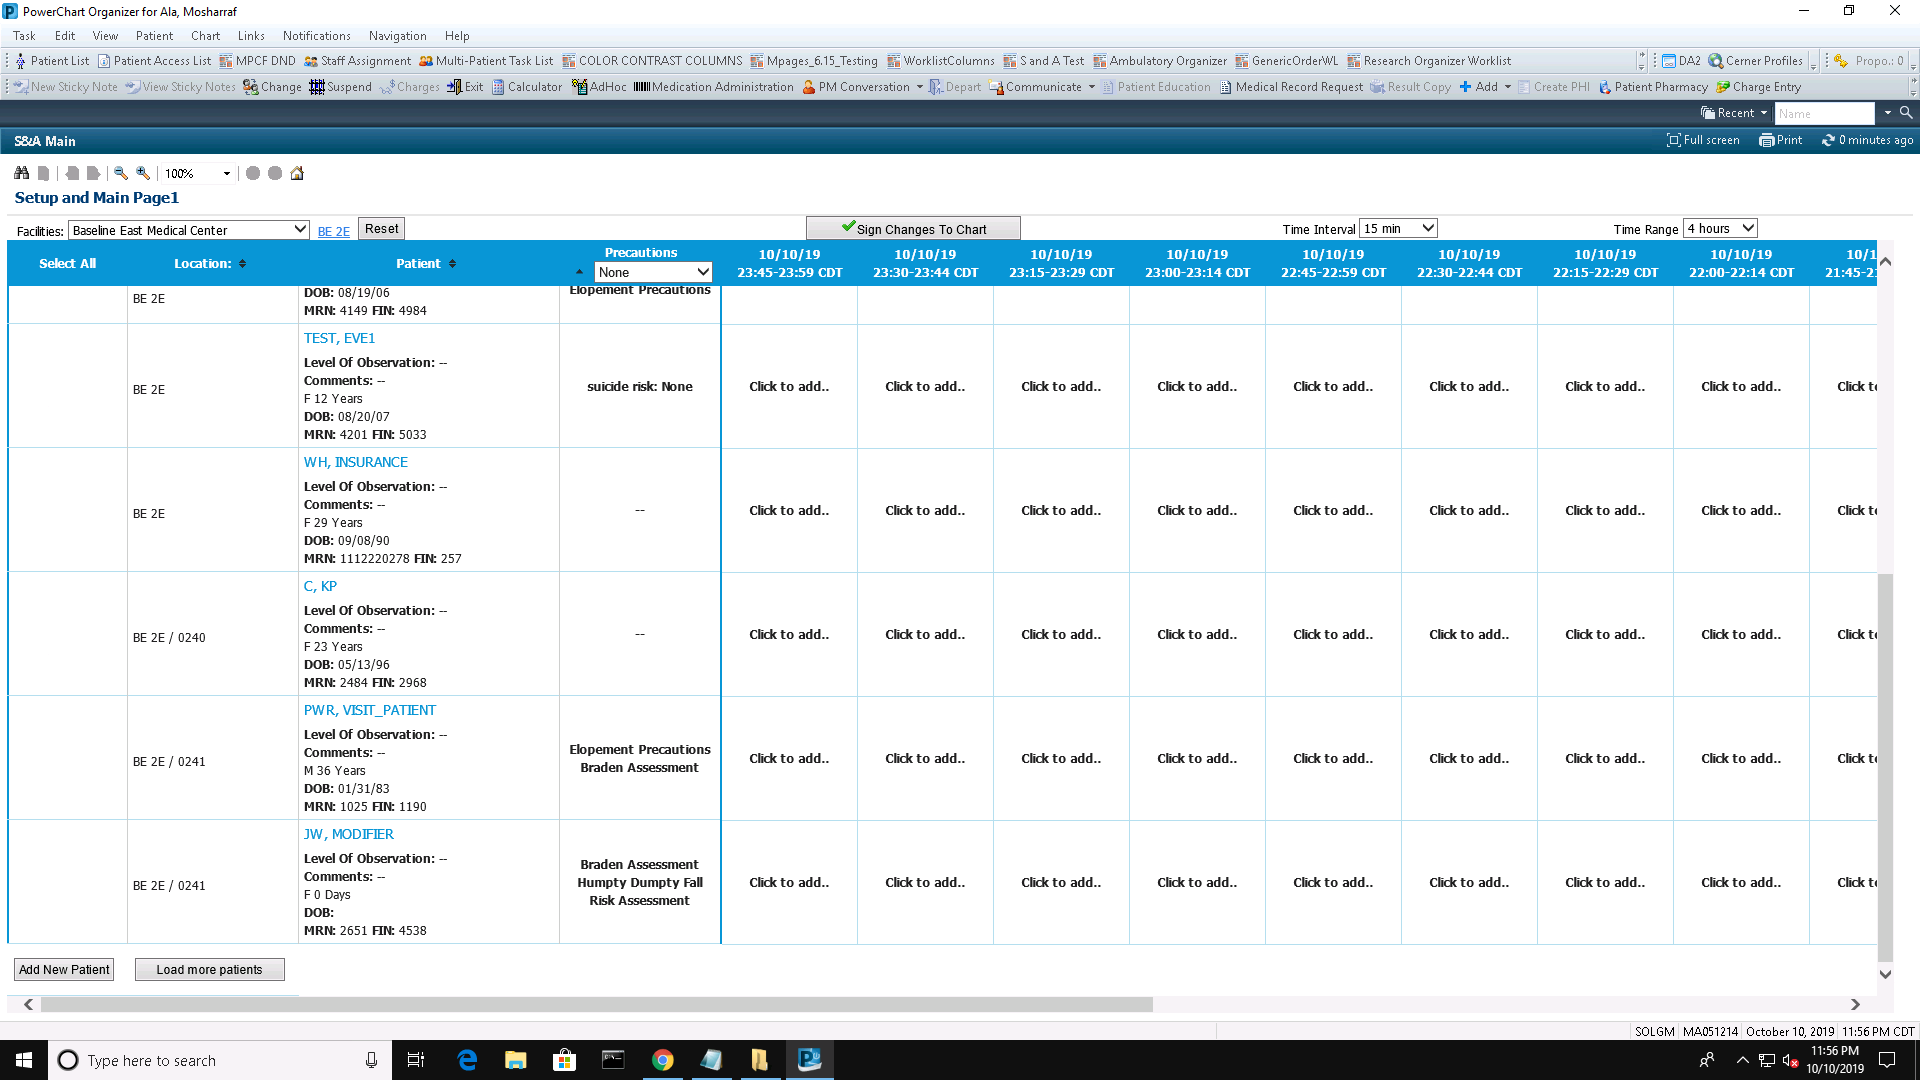 PowerChart Organizer for Ala, Mosharraf
Task Edit View Patient Chart Links Notifications Navigation Help
Patient List Patient Access List MPCF DND Staff Assignment Multi-Patient Task List COLOR CONTRAST COLUMNS Mpages_6.15_Testing WorklistColumns S and A Test Ambulatory Organizer GenericOrderWL Research Organizer Worklist DA2 Cerner Profiles Propo.: 0
New Sticky Note View Sticky Notes Change Suspend Charges Exit Calculator AdHoc Medication Administration PM Conversation Depart Communicate Patient Education Medical Record Request Result Copy Add Create PHI Patient Pharmacy Charge Entry
Recent Name
S&A Main Full screen Print 0 minutes ago
100%
Setup and Main Page1
Facilities: Baseline East Medical Center BE 2E Reset Sign Changes To Chart Time Interval 15 min Time Range 4 hours
Select All Location: Patient Precautions None
10/10/19 10/10/19 10/10/19 10/10/19 10/10/19 10/10/19 10/10/19 10/10/19 10/1
23:45-23:59 CDT 23:30-23:44 CDT 23:15-23:29 CDT 23:00-23:14 CDT 22:45-22:59 CDT 22:30-22:44 CDT 22:15-22:29 CDT 22:00-22:14 CDT 21:45-2
BE 2E
DOB: 08/19/06
MRN: 4149 FIN: 4984
Elopement Precautions
BE 2E
TEST, EVE1
Level Of Observation: --
Comments: --
F 12 Years
DOB: 08/20/07
MRN: 4201 FIN: 5033
suicide risk: None
Click to add.. Click to add.. Click to add.. Click to add.. Click to add.. Click to add.. Click to add.. Click to add.. Click t
BE 2E
WH, INSURANCE
Level Of Observation: --
Comments: --
F 29 Years
DOB: 09/08/90
MRN: 1112220278 FIN: 257
--
Click to add.. Click to add.. Click to add.. Click to add.. Click to add.. Click to add.. Click to add.. Click to add.. Click t
BE 2E / 0240
C, KP
Level Of Observation: --
Comments: --
F 23 Years
DOB: 05/13/96
MRN: 2484 FIN: 2968
--
Click to add.. Click to add.. Click to add.. Click to add.. Click to add.. Click to add.. Click to add.. Click to add.. Click t
BE 2E / 0241
PWR, VISIT_PATIENT
Level Of Observation: --
Comments: --
M 36 Years
DOB: 01/31/83
MRN: 1025 FIN: 1190
Elopement Precautions
Braden Assessment
Click to add.. Click to add.. Click to add.. Click to add.. Click to add.. Click to add.. Click to add.. Click to add.. Click t
BE 2E / 0241
JW, MODIFIER
Level Of Observation: --
Comments: --
F 0 Days
DOB:
MRN: 2651 FIN: 4538
Braden Assessment
Humpty Dumpty Fall
Risk Assessment
Click to add.. Click to add.. Click to add.. Click to add.. Click to add.. Click to add.. Click to add.. Click to add.. Click t
Add New Patient Load more patients
SOLGM MA051214 October 10, 2019 11:56 PM CDT
Type here to search
11:56 PM
10/10/2019